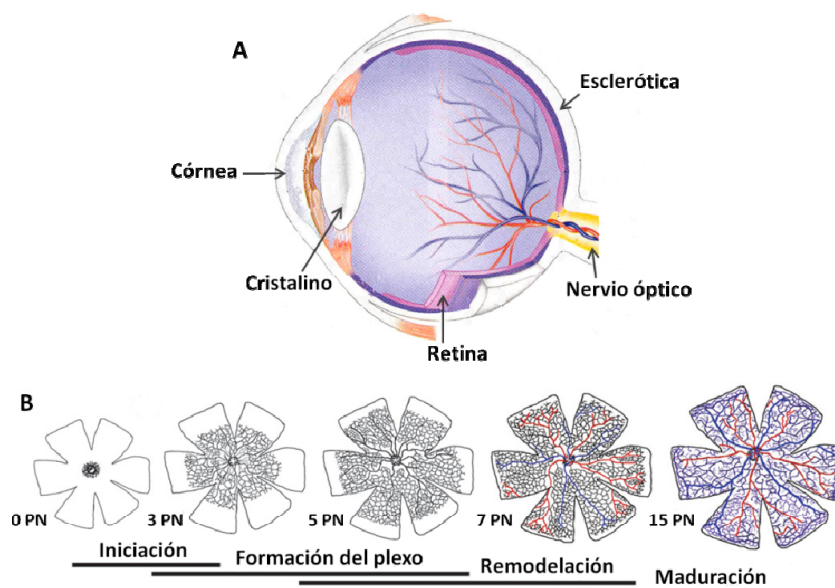 A
Esclerótica
Córnea
Cristalino
Nervio óptico
Retina
B
0 PN
3 PN
5 PN
7 PN
15 PN
Iniciación
Formación del plexo
Remodelación
Maduración